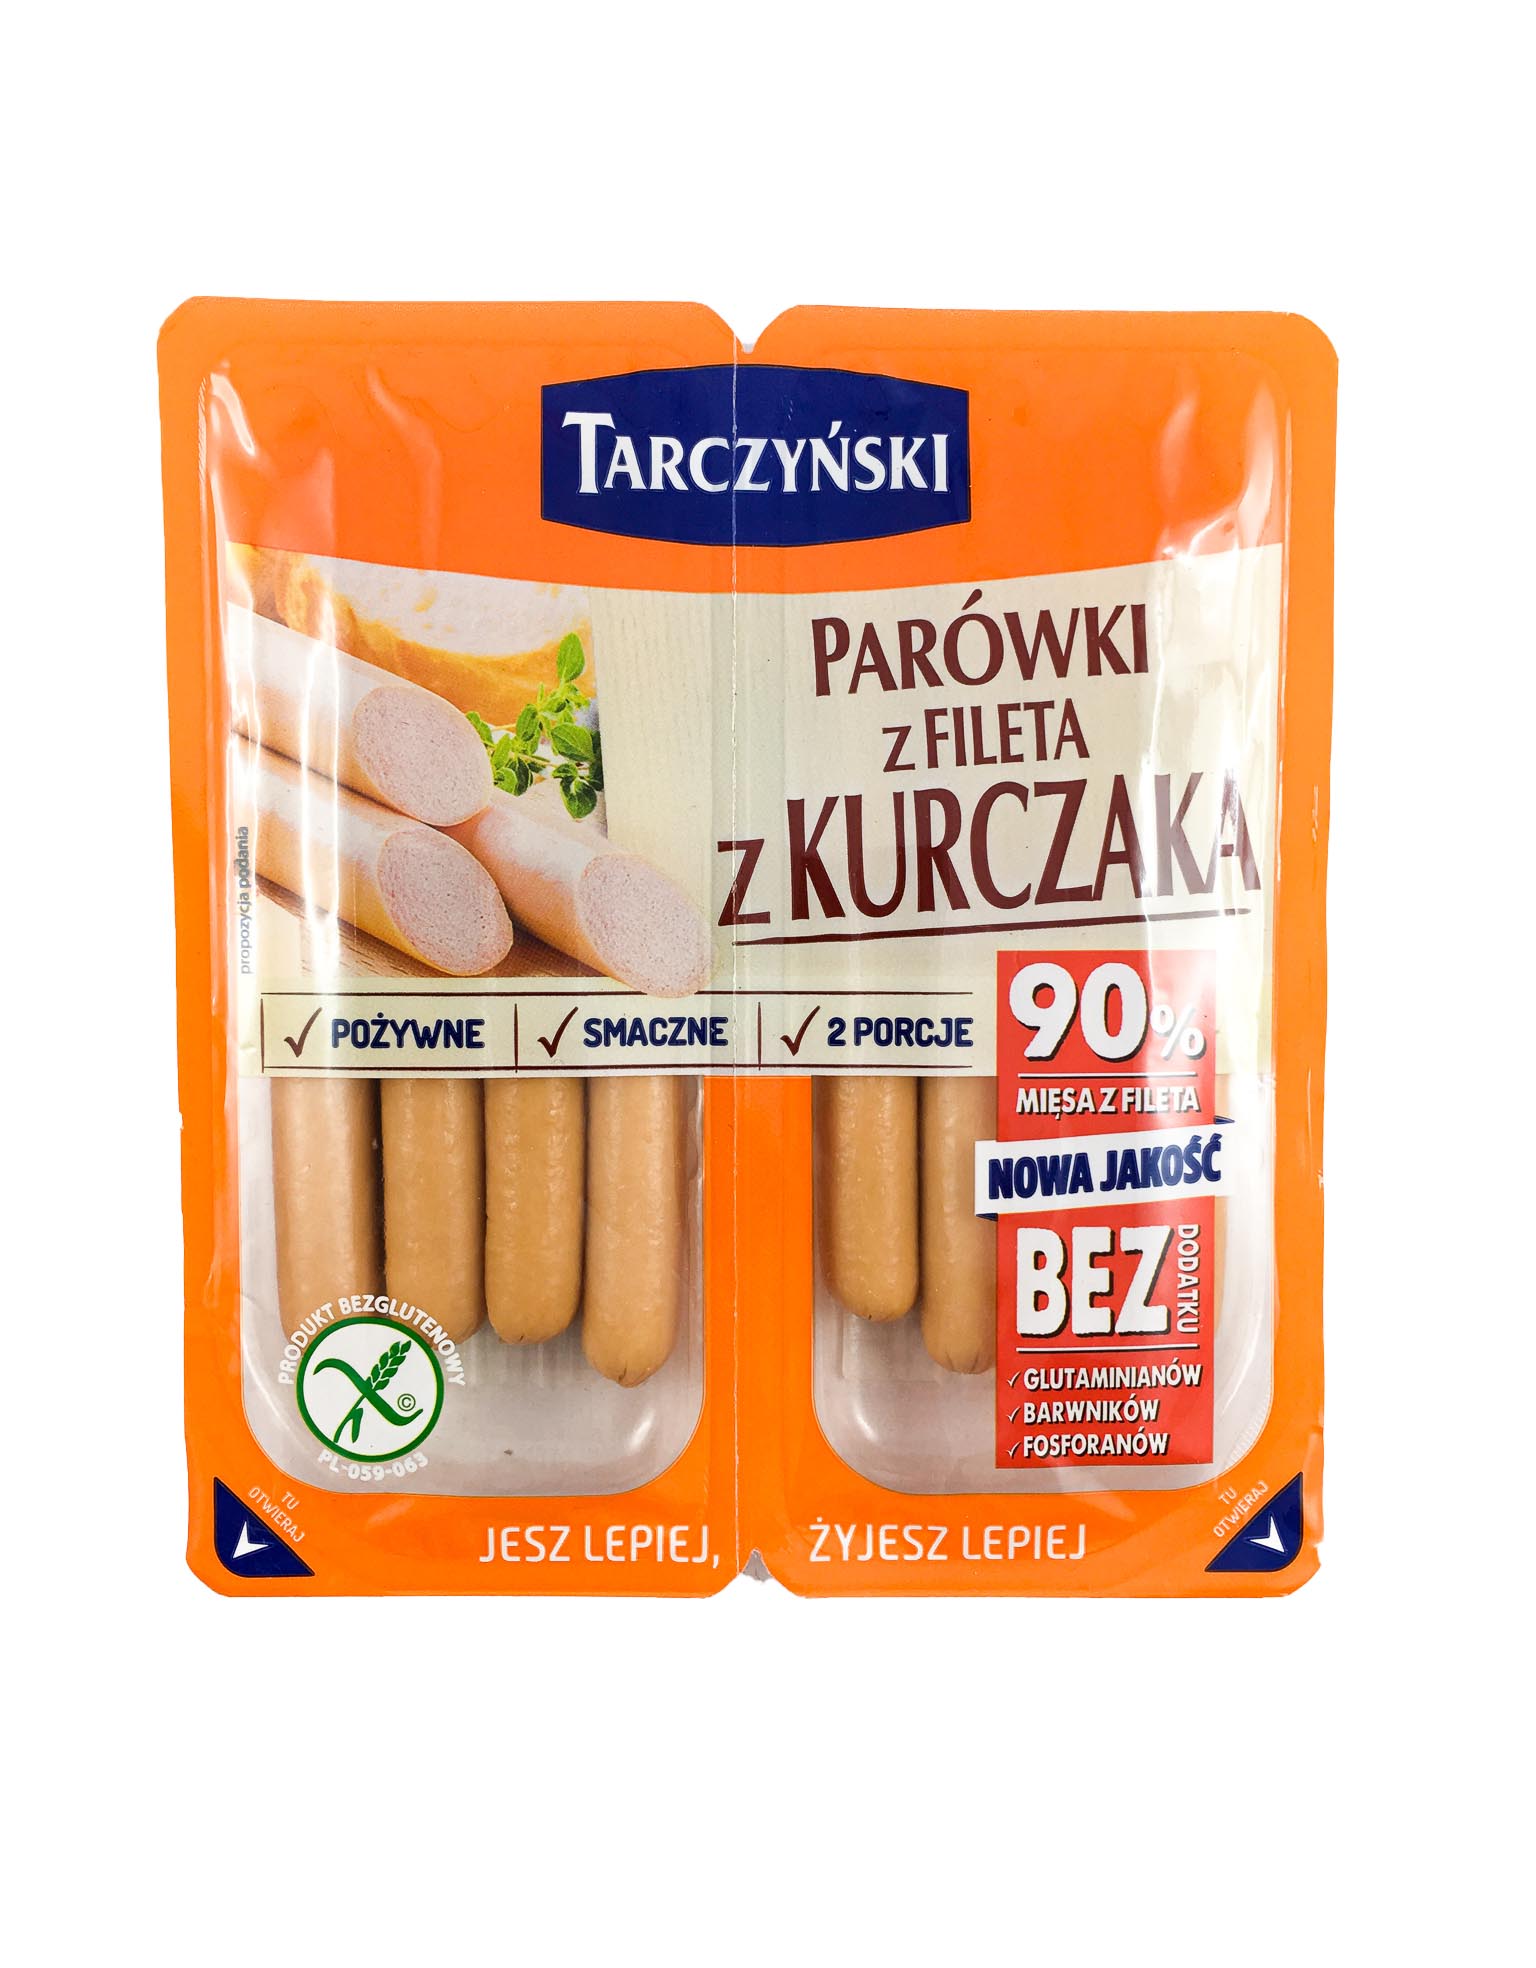 TARCZYŃSKI
PARÓWKI
z FILETA
z KURCZAKA
propozycja podania
✓ POŻYWNE ✓ SMACZNE ✓ 2 PORCJE
90%
MIĘSA Z FILETA
NOWA JAKOŚĆ
BEZ DODATKU
✓ GLUTAMINIANÓW
✓ BARWNIKÓW
✓ FOSFORANÓW
PRODUKT BEZGLUTENOWY
©
PL-059-063
TU
OTWIERAJ
JESZ LEPIEJ, ŻYJESZ LEPIEJ
TU
OTWIERAJ